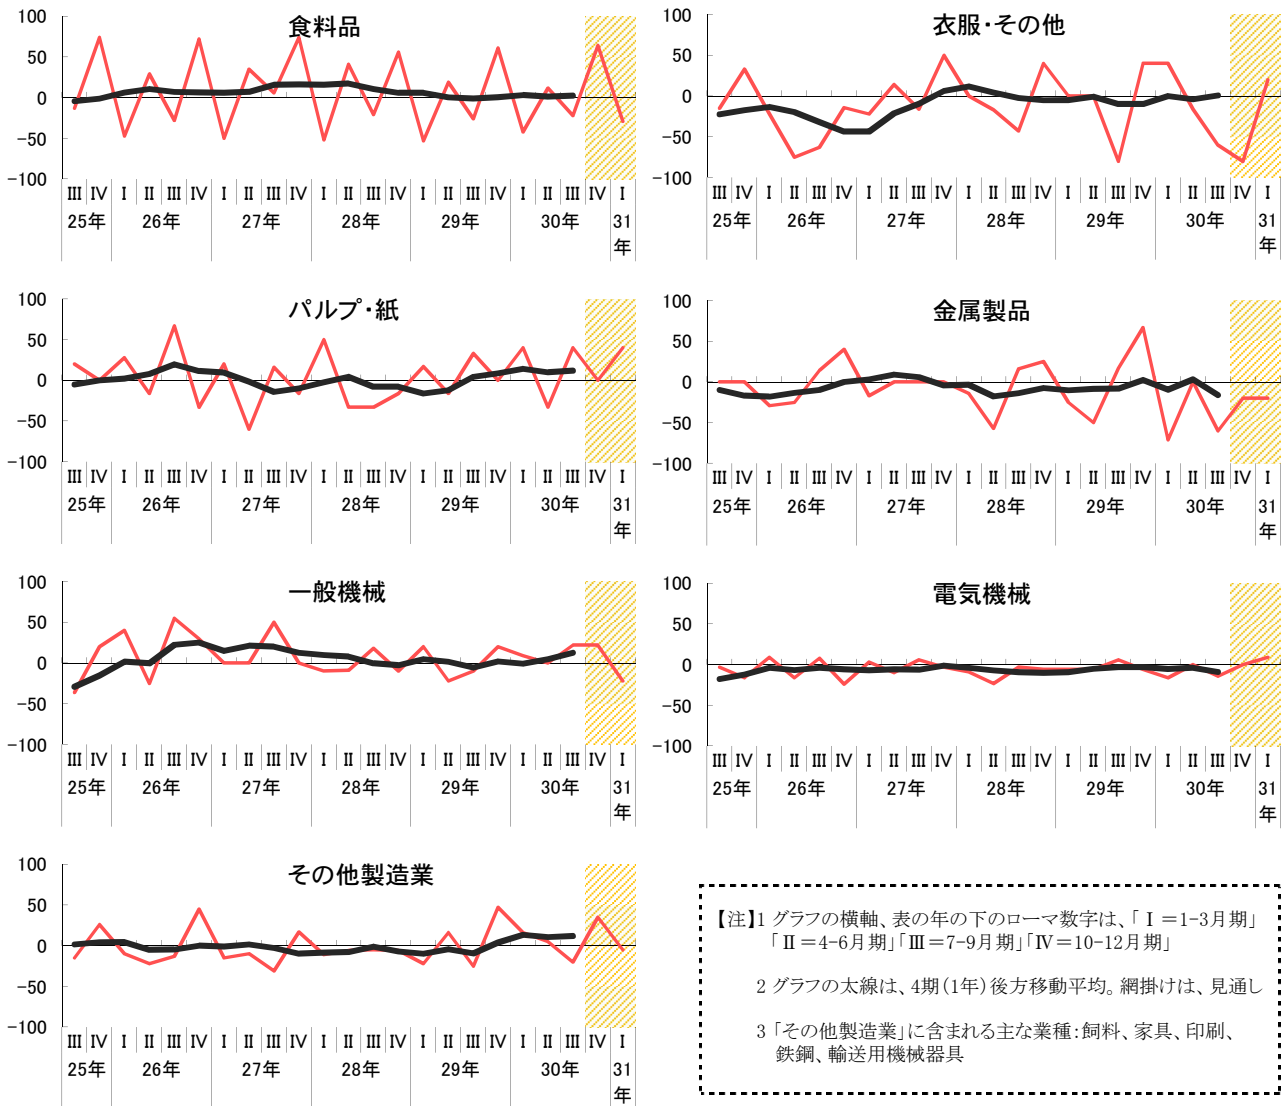 食料品
100
50
0
-50
-100
Ⅲ Ⅳ Ⅰ Ⅱ Ⅲ Ⅳ Ⅰ Ⅱ Ⅲ Ⅳ Ⅰ Ⅱ Ⅲ Ⅳ Ⅰ Ⅱ Ⅲ Ⅳ Ⅰ Ⅱ Ⅲ Ⅳ Ⅰ
25年 26年 27年 28年 29年 30年 31
年
衣服・その他
100
50
0
-50
-100
Ⅲ Ⅳ Ⅰ Ⅱ Ⅲ Ⅳ Ⅰ Ⅱ Ⅲ Ⅳ Ⅰ Ⅱ Ⅲ Ⅳ Ⅰ Ⅱ Ⅲ Ⅳ Ⅰ Ⅱ Ⅲ Ⅳ Ⅰ
25年 26年 27年 28年 29年 30年 31
年
パルプ・紙
100
50
0
-50
-100
Ⅲ Ⅳ Ⅰ Ⅱ Ⅲ Ⅳ Ⅰ Ⅱ Ⅲ Ⅳ Ⅰ Ⅱ Ⅲ Ⅳ Ⅰ Ⅱ Ⅲ Ⅳ Ⅰ Ⅱ Ⅲ Ⅳ Ⅰ
25年 26年 27年 28年 29年 30年 31
年
金属製品
100
50
0
-50
-100
Ⅲ Ⅳ Ⅰ Ⅱ Ⅲ Ⅳ Ⅰ Ⅱ Ⅲ Ⅳ Ⅰ Ⅱ Ⅲ Ⅳ Ⅰ Ⅱ Ⅲ Ⅳ Ⅰ Ⅱ Ⅲ Ⅳ Ⅰ
25年 26年 27年 28年 29年 30年 31
年
一般機械
100
50
0
-50
-100
Ⅲ Ⅳ Ⅰ Ⅱ Ⅲ Ⅳ Ⅰ Ⅱ Ⅲ Ⅳ Ⅰ Ⅱ Ⅲ Ⅳ Ⅰ Ⅱ Ⅲ Ⅳ Ⅰ Ⅱ Ⅲ Ⅳ Ⅰ
25年 26年 27年 28年 29年 30年 31
年
電気機械
100
50
0
-50
-100
Ⅲ Ⅳ Ⅰ Ⅱ Ⅲ Ⅳ Ⅰ Ⅱ Ⅲ Ⅳ Ⅰ Ⅱ Ⅲ Ⅳ Ⅰ Ⅱ Ⅲ Ⅳ Ⅰ Ⅱ Ⅲ Ⅳ Ⅰ
25年 26年 27年 28年 29年 30年 31
年
その他製造業
100
50
0
-50
-100
Ⅲ Ⅳ Ⅰ Ⅱ Ⅲ Ⅳ Ⅰ Ⅱ Ⅲ Ⅳ Ⅰ Ⅱ Ⅲ Ⅳ Ⅰ Ⅱ Ⅲ Ⅳ Ⅰ Ⅱ Ⅲ Ⅳ Ⅰ
25年 26年 27年 28年 29年 30年 31
年
【注】1 グラフの横軸、表の年の下のローマ数字は、「Ⅰ＝1-3月期」
「Ⅱ＝4-6月期」「Ⅲ＝7-9月期」「Ⅳ＝10-12月期」
2 グラフの太線は、4期(1年)後方移動平均。網掛けは、見通し
3 「その他製造業」に含まれる主な業種：飼料、家具、印刷、
鉄鋼、輸送用機械器具